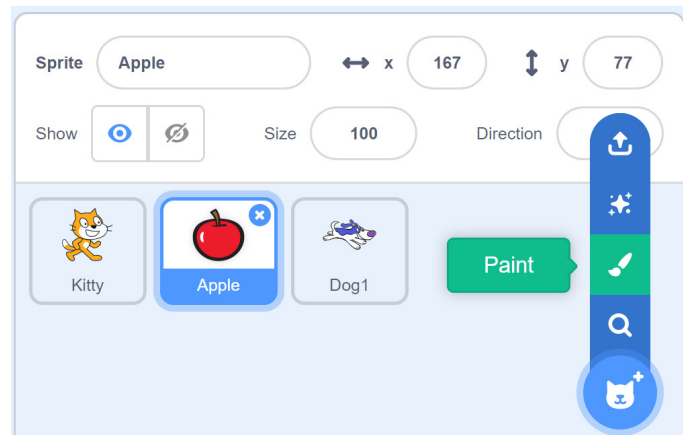 Sprite Apple x 167 y 77
Show Size 100 Direction
Paint
Kitty Apple Dog1